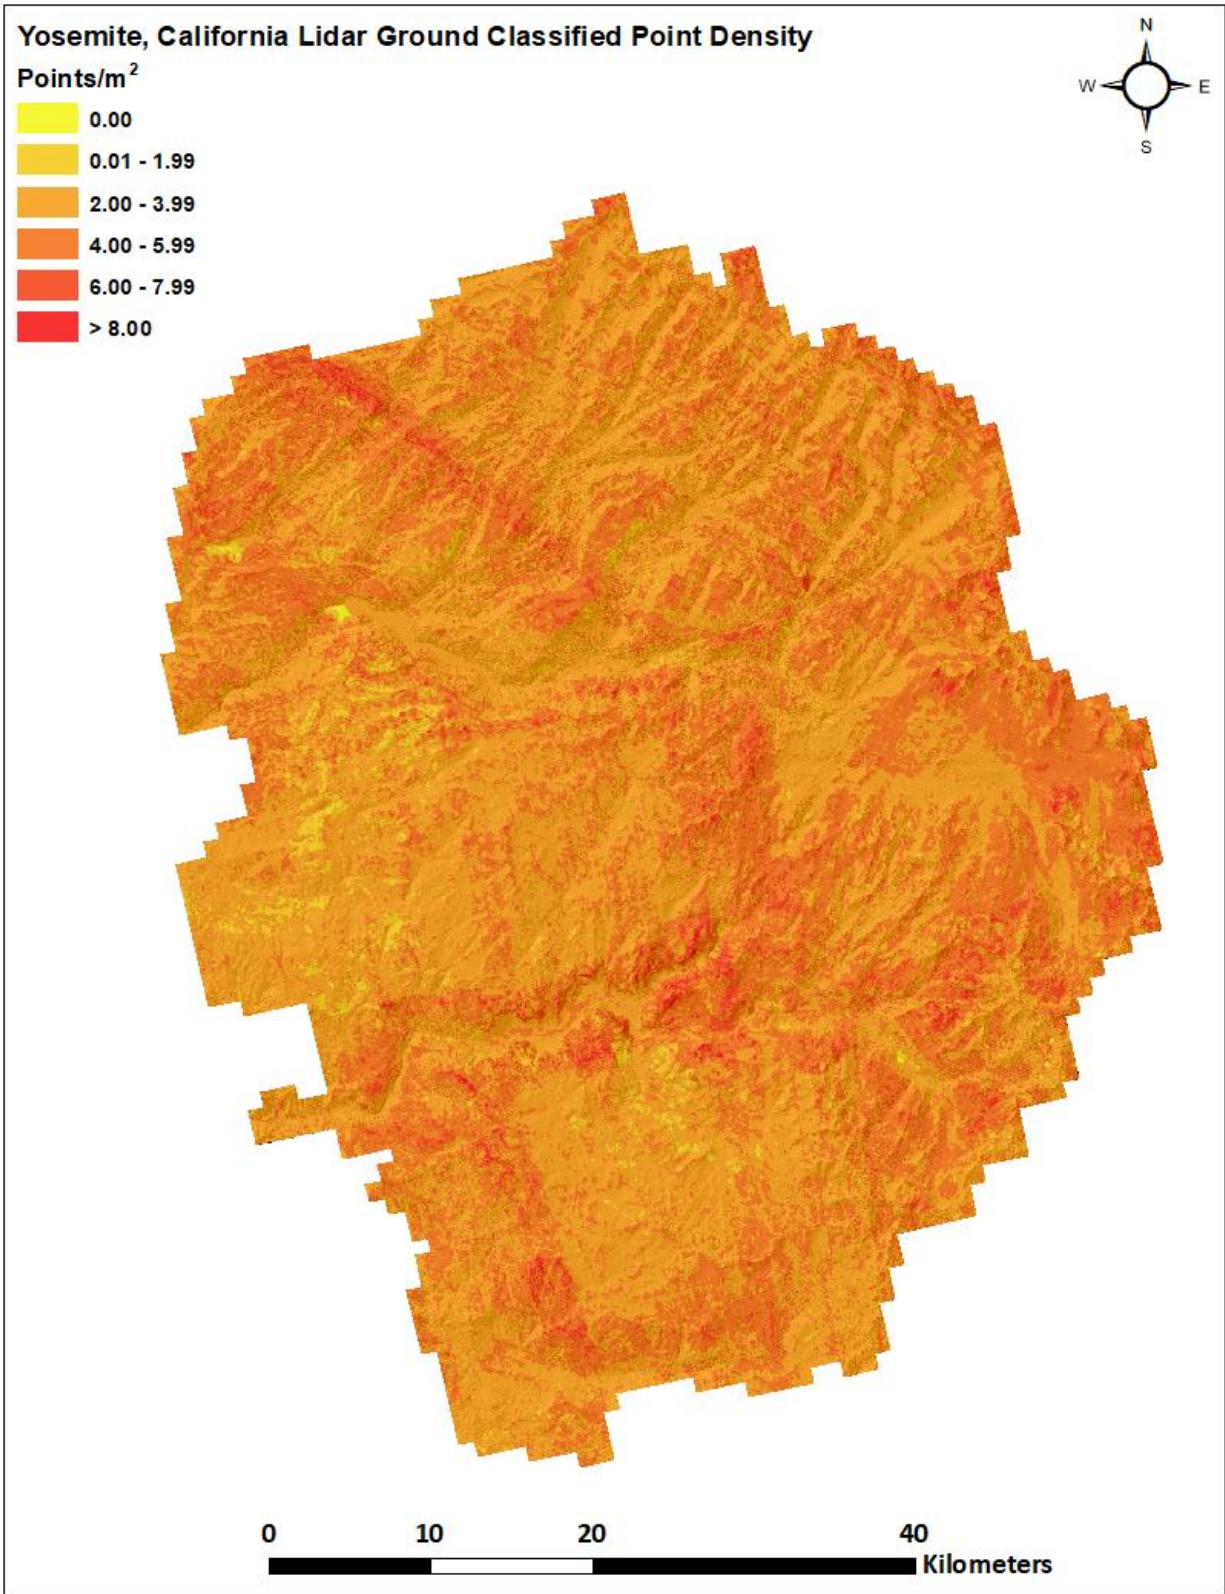 Yosemite, California Lidar Ground Classified Point Density
Points/m²
0.00
0.01 - 1.99
2.00 - 3.99
4.00 - 5.99
6.00 - 7.99
> 8.00
N
W E
S
0 10 20 40
Kilometers